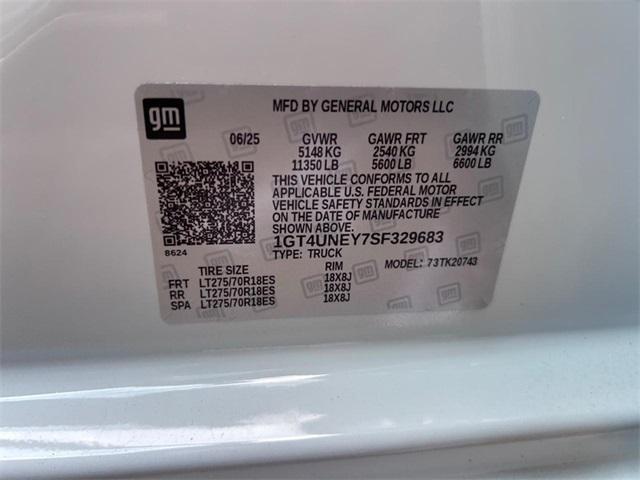 gm
MFD BY GENERAL MOTORS LLC
06/25 GVWR GAWR FRT GAWR RR
5148 KG 2540 KG 2994 KG
11350 LB 5600 LB 6600 LB
THIS VEHICLE CONFORMS TO ALL
APPLICABLE U.S. FEDERAL MOTOR
VEHICLE SAFETY STANDARDS IN EFFECT
ON THE DATE OF MANUFACTURE
SHOWN ABOVE.
8624
1GT4UNEY7SF329683
TYPE: TRUCK
MODEL: 73TK20743
TIRE SIZE RIM
FRT LT275/70R18ES 18X8J
RR LT275/70R18ES 18X8J
SPA LT275/70R18ES 18X8J